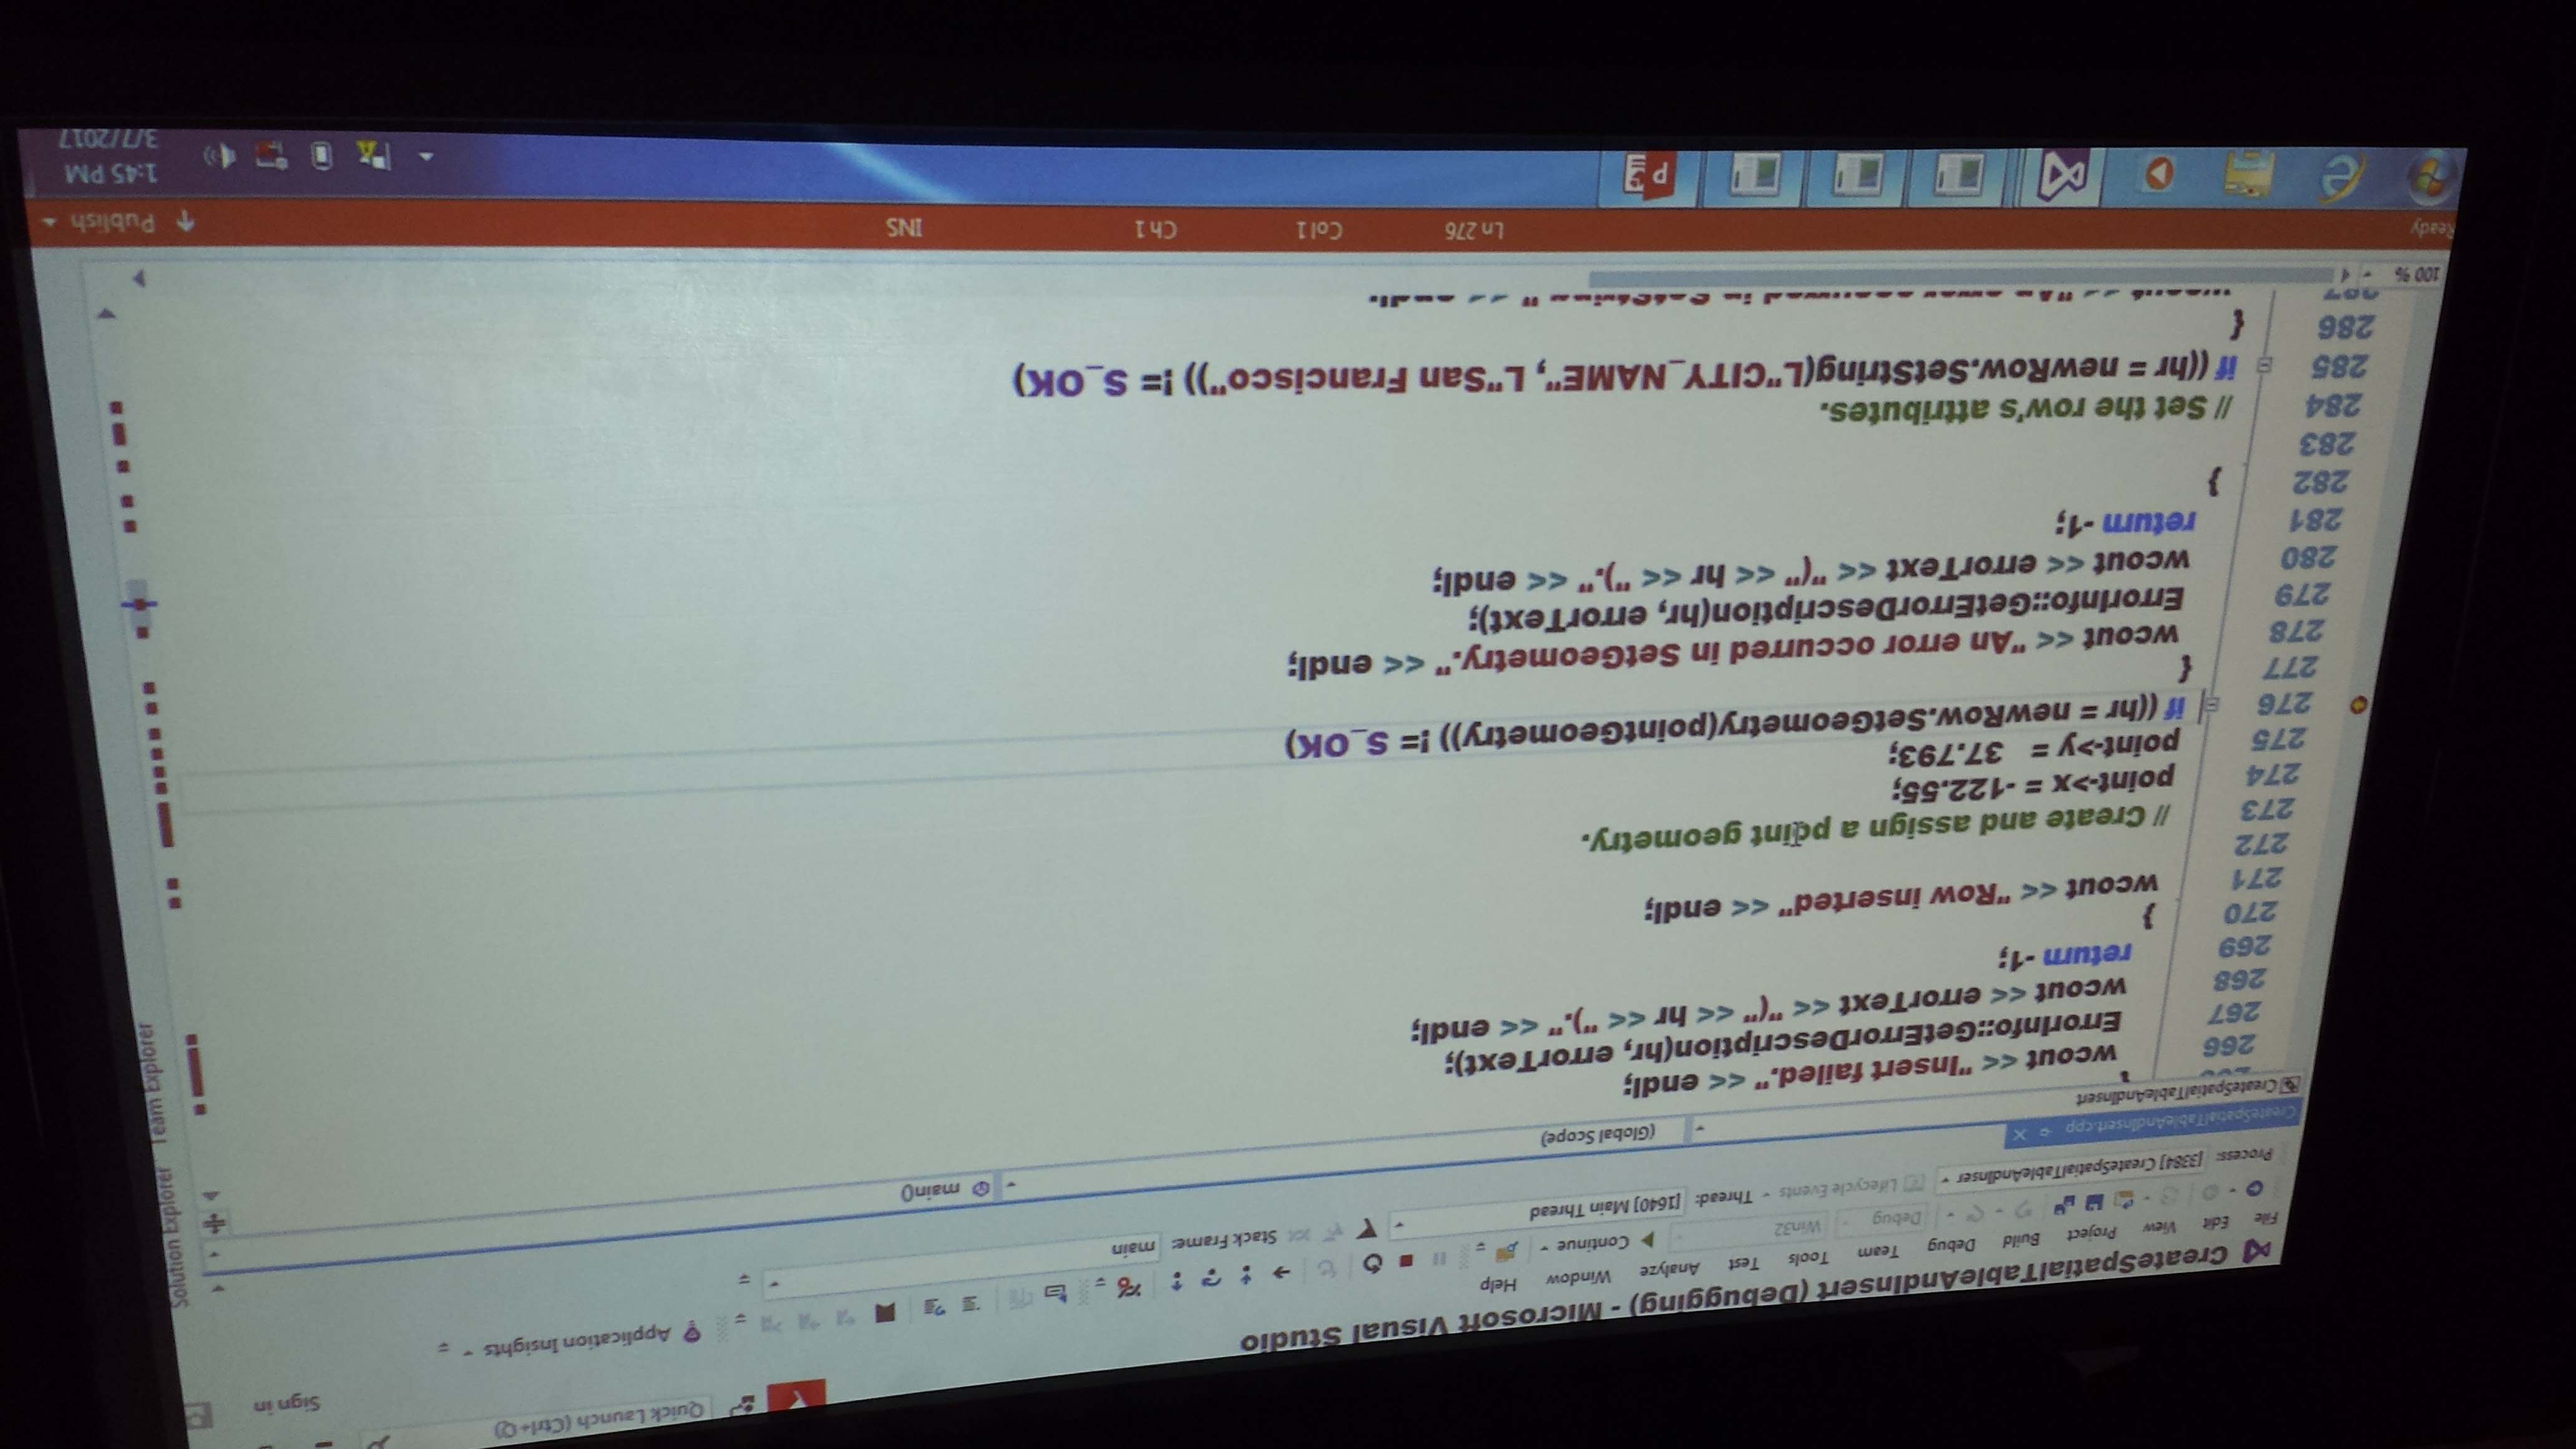 Quick Launch (Ctrl+Q)
Sign in
CreateSpatialTableAndInsert (Debugging) - Microsoft Visual Studio
File Edit View Project Build Debug Team Tools Test Analyze Window Help
Debug Win32 Continue Application Insights
Process: [3384] CreateSpatialTableAndInser Lifecycle Events Thread: [1640] Main Thread Stack Frame: main
CreateSpatialTableAndInsert.cpp
CreateSpatialTableAndInsert (Global Scope) main()
266 wcout << "Insert failed." << endl;
267 ErrorInfo::GetErrorDescription(hr, errorText);
268 wcout << errorText << "(" << hr << ")." << endl;
269 return -1;
270 }
271 wcout << "Row inserted" << endl;
272
273 // Create and assign a point geometry.
274 point->x = -122.55;
275 point->y = 37.793;
276 if ((hr = newRow.SetGeometry(pointGeometry)) != S_OK)
277 {
278 wcout << "An error occurred in SetGeometry." << endl;
279 ErrorInfo::GetErrorDescription(hr, errorText);
280 wcout << errorText << "(" << hr << ")." << endl;
281 return -1;
282 }
283
284 // Set the row's attributes.
285 if ((hr = newRow.SetString(L"CITY_NAME", L"San Francisco")) != S_OK)
286 {
287 wcout << "An error occurred in SetString." << endl;
100 %
Ready Ln 276 Col 1 Ch 1 INS Publish
1:45 PM
3/7/2017
Solution Explorer
Team Explorer